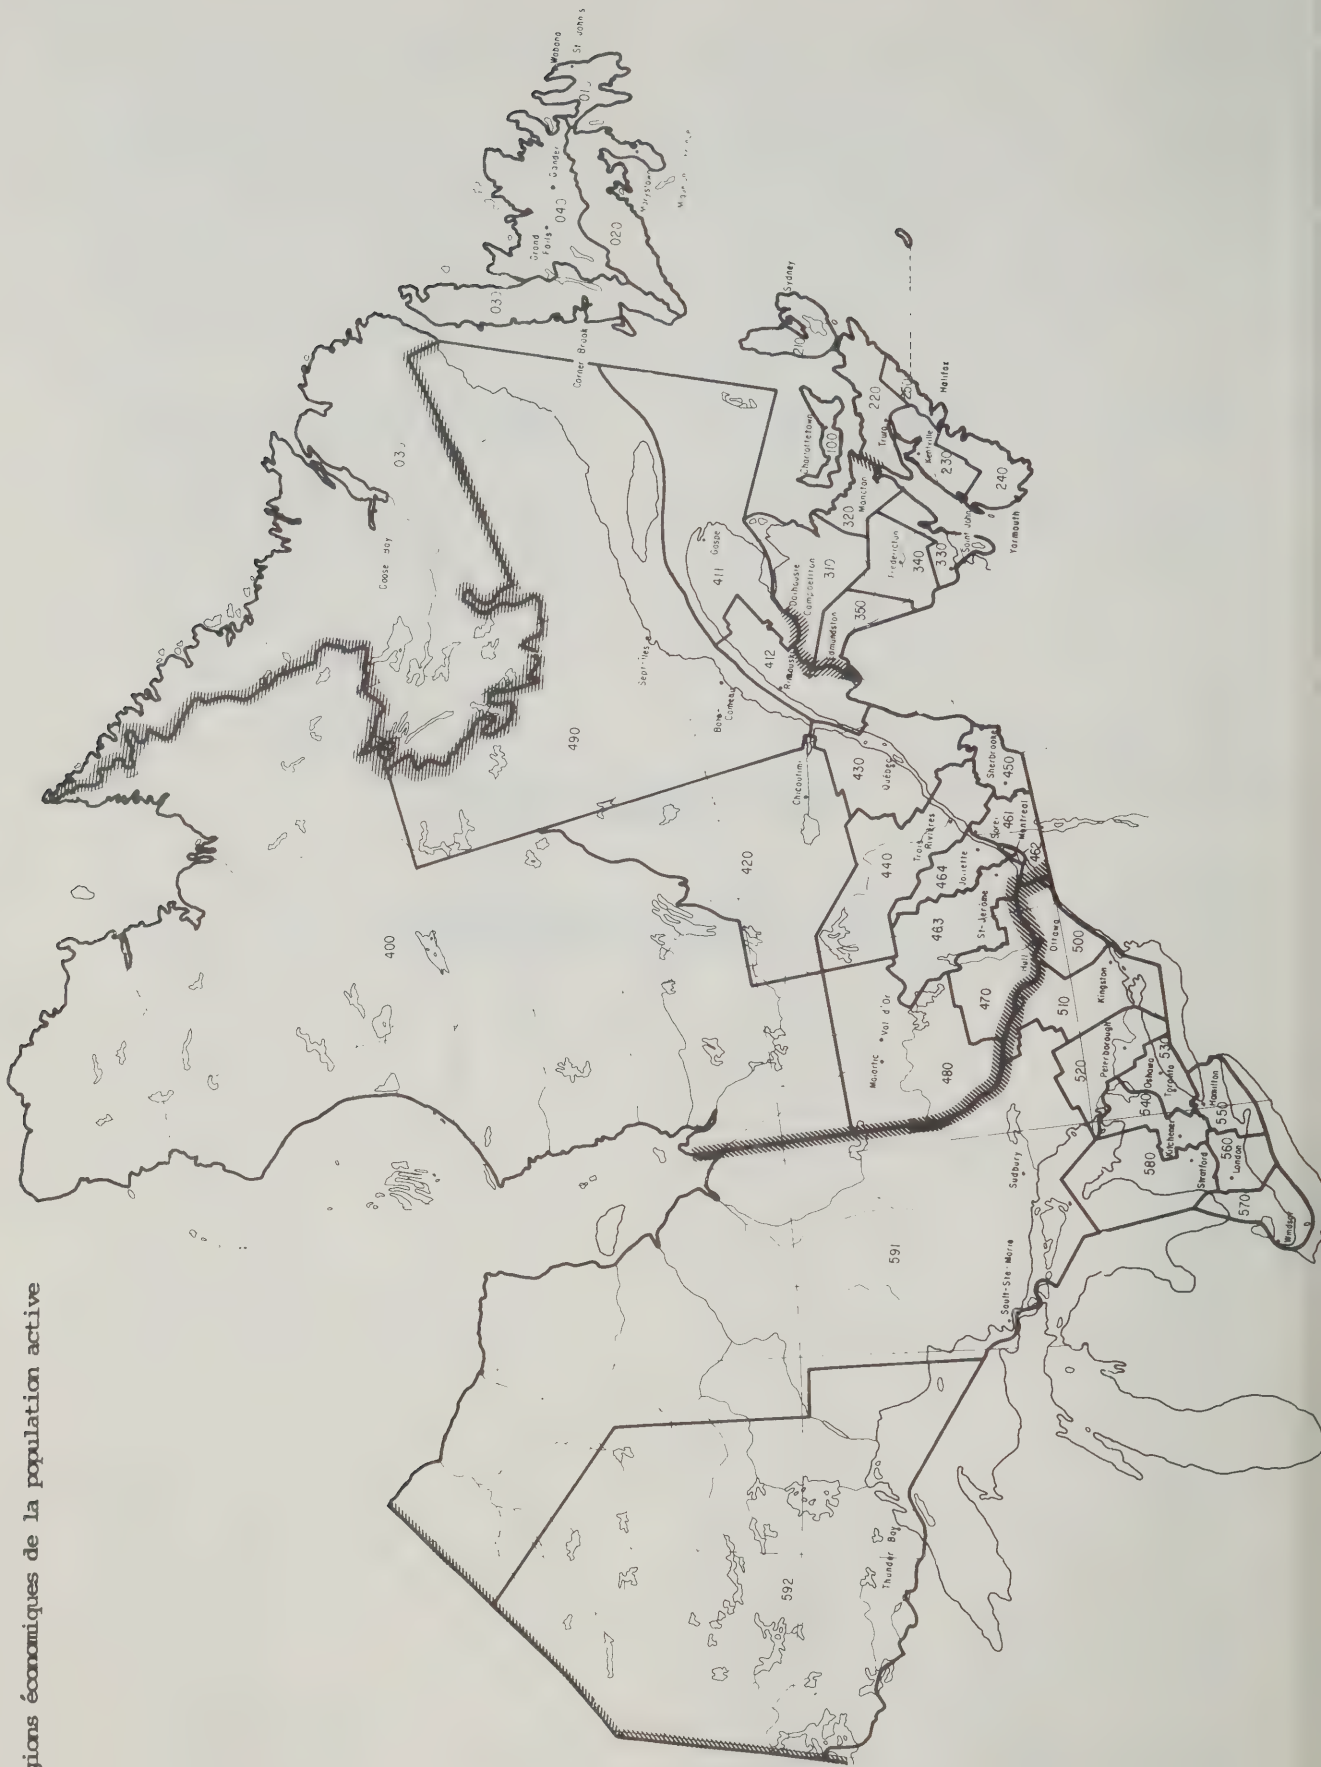 gions économiques de la population active
Wabana
St John's
Gander
040
Grand
Falls
020
Corner Brook
Goose Bay
Sydney
210
Halifax
220
250
Truro
Kentville
230
240
Yarmouth
Charlottetown
100
Moncton
320
Saint John
330
Fredericton
340
310
Dalhousie
Campbellton
350
Edmundston
Gaspé
411
412
Rimouski
Sept-Îles
Baie-
Comeau
490
400
Chicoutimi
420
430
Québec
440
Trois
Rivières
Sherbrooke
450
461
Montreal
462
464
Joliette
463
St-Jérôme
Hull
470
Malartic
Val d'Or
480
Ottawa
500
510
Kingston
520
Peterborough
530
Oshawa
Toronto
540
Hamilton
550
Kitchener
560
London
580
Stratford
570
Windsor
Sudbury
591
Sault-Ste-Marie
592
Thunder Bay